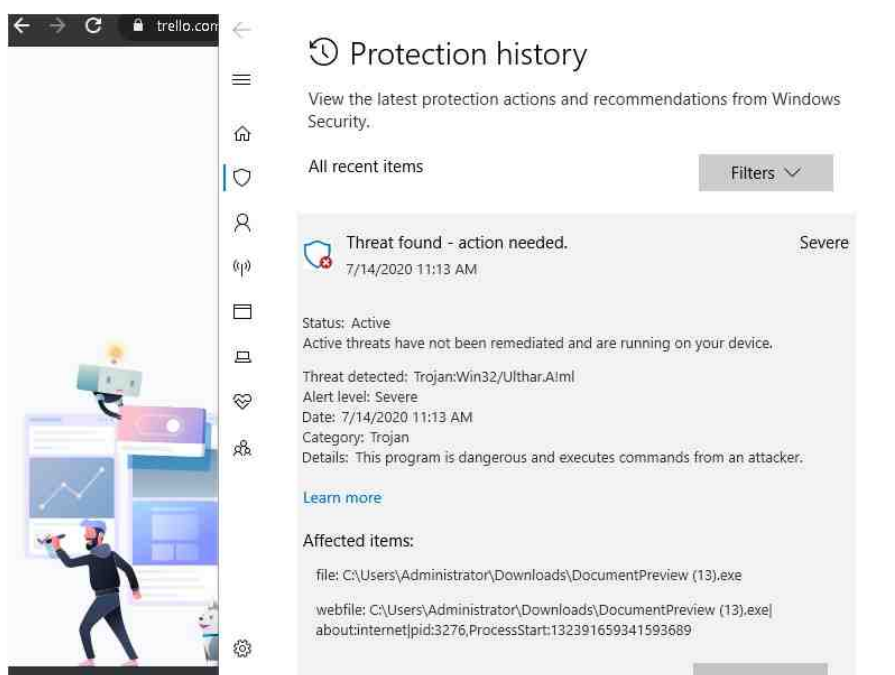 trello.com
Protection history
View the latest protection actions and recommendations from Windows
Security.
All recent items
Filters
Threat found - action needed.
Severe
7/14/2020 11:13 AM
Status: Active
Active threats have not been remediated and are running on your device.
Threat detected: Trojan:Win32/Ulthar.A!ml
Alert level: Severe
Date: 7/14/2020 11:13 AM
Category: Trojan
Details: This program is dangerous and executes commands from an attacker.
Learn more
Affected items:
file: C:\Users\Administrator\Downloads\DocumentPreview (13).exe
webfile: C:\Users\Administrator\Downloads\DocumentPreview (13).exe|
about:internet|pid:3276,ProcessStart:132391659341593689